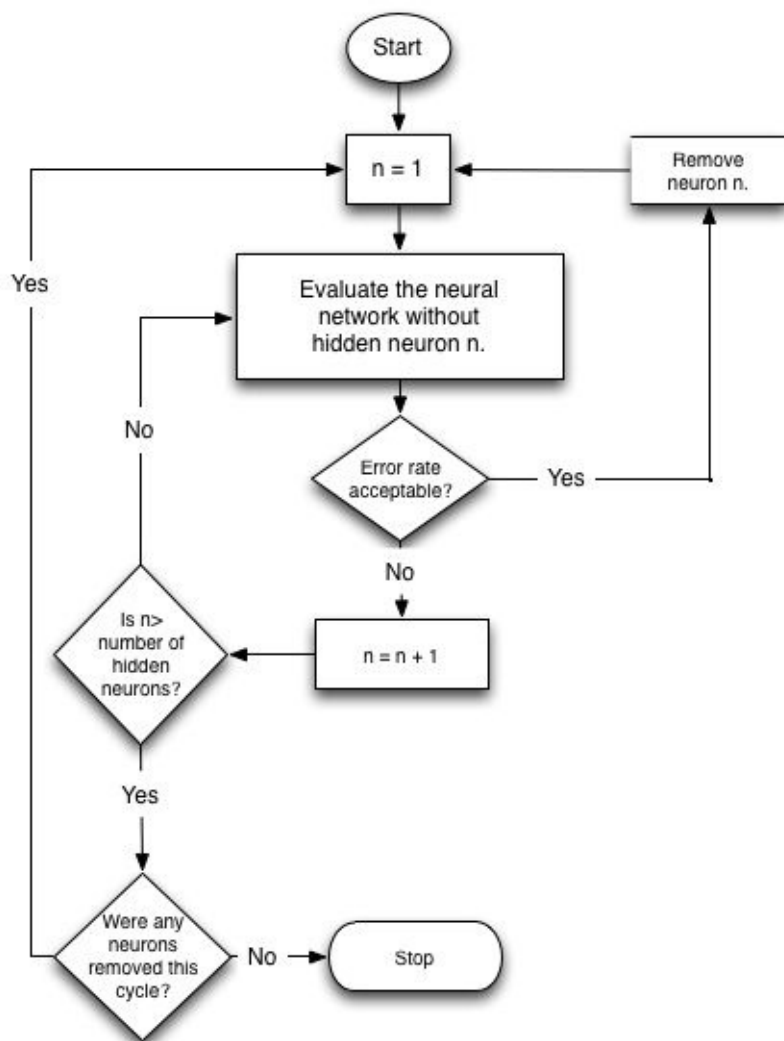 Start
n = 1
Remove
neuron n.
Yes
Evaluate the neural
network without
hidden neuron n.
No
Error rate
acceptable?
Yes
No
Is n>
number of
hidden
neurons?
n = n + 1
Yes
Were any
neurons
removed this
cycle?
No
Stop